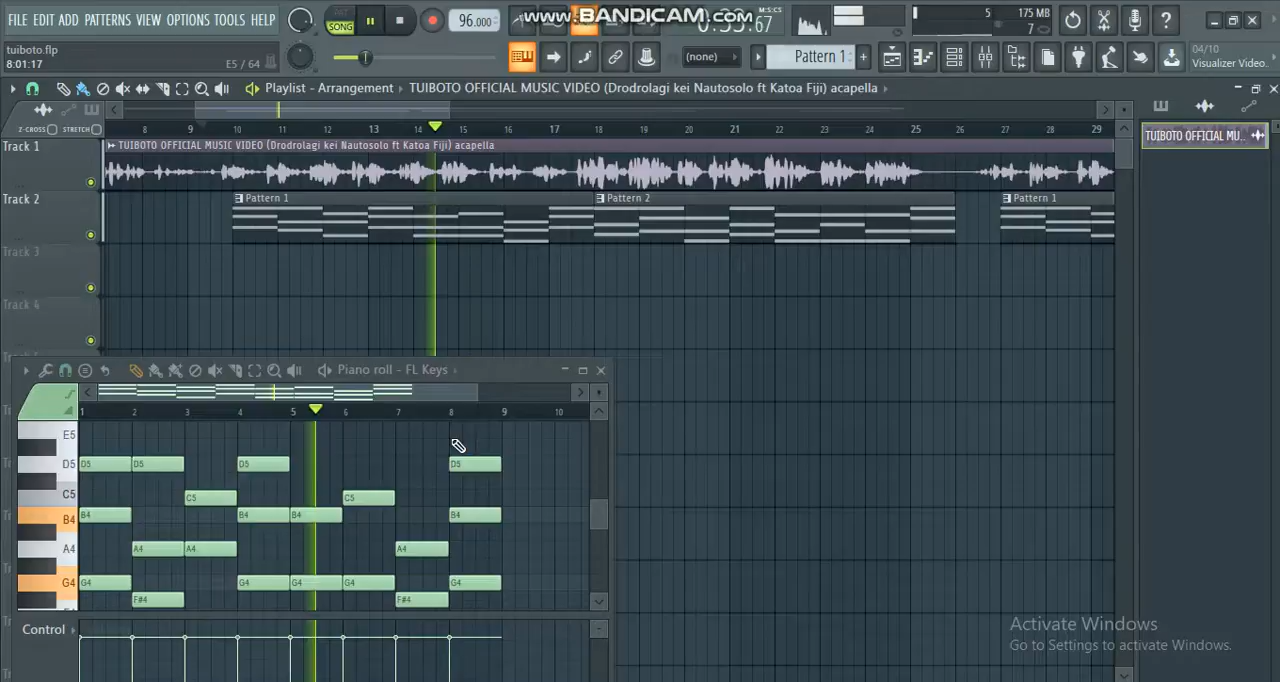 FILE EDIT ADD PATTERNS VIEW OPTIONS TOOLS HELP
SONG
96.000
www.BANDICAM.com
M:S:CS
5
175 MB
7
tuiboto.flp
8:01:17
E5 / 64
(none)
Pattern 1
04/10
Visualizer Video..
Playlist - Arrangement
TUIBOTO OFFICIAL MUSIC VIDEO (Drodrolagi kei Nautosolo ft Katoa Fiji) acapella
Z-CROSS
STRETCH
8 9 10 11 12 13 14 15 16 17 18 19 20 21 22 23 24 25 26 27 28 29
Track 1
TUIBOTO OFFICIAL MUSIC VIDEO (Drodrolagi kei Nautosolo ft Katoa Fiji) acapella
TUIBOTO OFFICIAL MU..
Track 2
Pattern 1
Pattern 2
Pattern 1
Track 3
Track 4
Piano roll - FL Keys
1 2 3 4 5 6 7 8 9 10
E5
D5 D5 D5 D5 D5
C5 C5 C5
B4 B4 B4 B4 B4
A4 A4 A4 A4
G4 G4 G4 G4 G4 G4
F#4 F#4
Control
Activate Windows
Go to Settings to activate Windows.